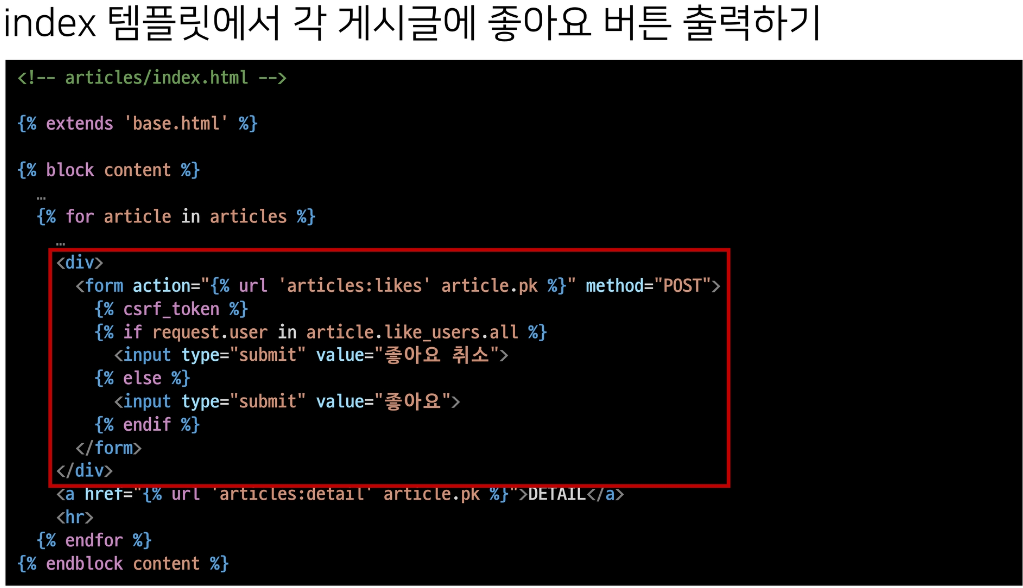 index 템플릿에서 각 게시글에 좋아요 버튼 출력하기
<!-- articles/index.html -->
{% extends 'base.html' %}
{% block content %}
…
{% for article in articles %}
…
<div>
<form action="{% url 'articles:likes' article.pk %}" method="POST">
{% csrf_token %}
{% if request.user in article.like_users.all %}
<input type="submit" value="좋아요 취소">
{% else %}
<input type="submit" value="좋아요">
{% endif %}
</form>
</div>
<a href="{% url 'articles:detail' article.pk %}">DETAIL</a>
<hr>
{% endfor %}
{% endblock content %}